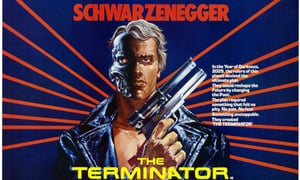 SCHWARZENEGGER
In the Year of Darkness,
2029, the rulers of this
planet devised the
ultimate plan.
They would reshape the
Future by changing
the Past.
The plan required
something that felt no
pity. No pain. No fear.
Something unstoppable.
They created
'THE TERMINATOR'
THE
TERMINATOR.